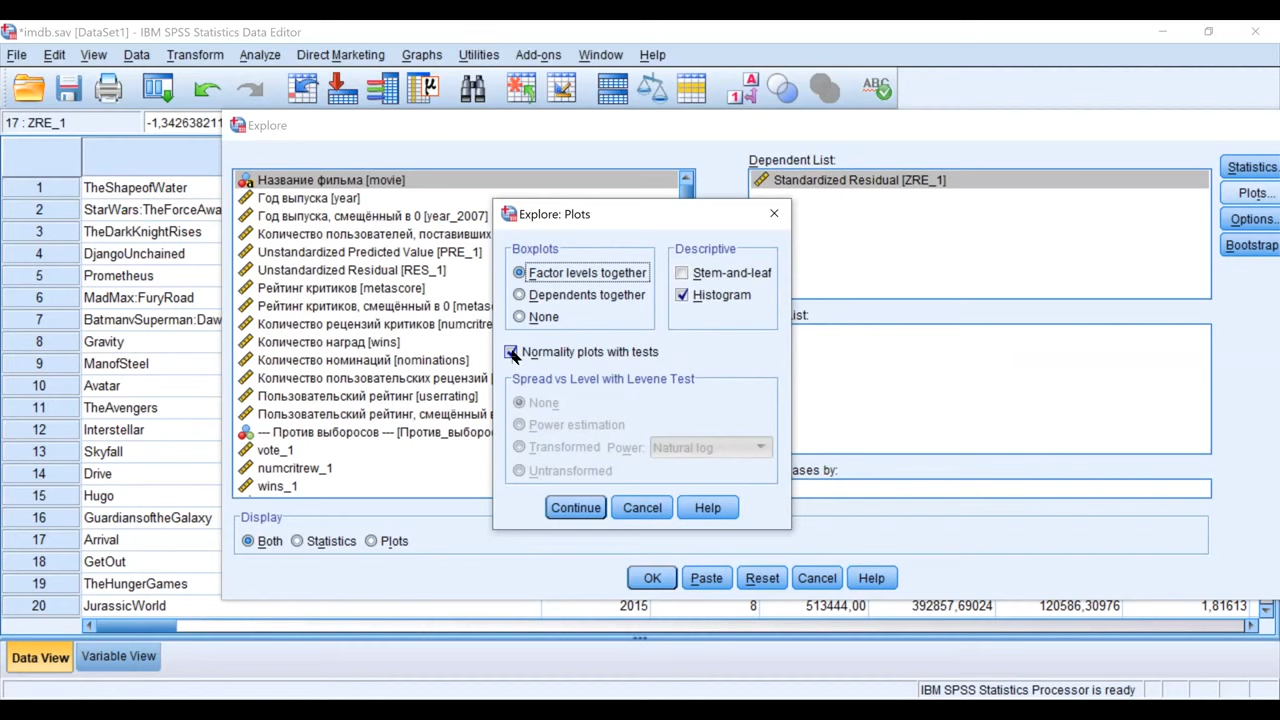 *imdb.sav [DataSet1] - IBM SPSS Statistics Data Editor
File Edit View Data Transform Analyze Direct Marketing Graphs Utilities Add-ons Window Help
17 : ZRE_1 -1,342638211
Explore
1 TheShapeofWater
2 StarWars:TheForceAwa
3 TheDarkKnightRises
4 DjangoUnchained
5 Prometheus
6 MadMax:FuryRoad
7 BatmanvSuperman:Daw
8 Gravity
9 ManofSteel
10 Avatar
11 TheAvengers
12 Interstellar
13 Skyfall
14 Drive
15 Hugo
16 GuardiansoftheGalaxy
17 Arrival
18 GetOut
19 TheHungerGames
20 JurassicWorld 2015 8 513444,00 392857,69024 120586,30976 1,81613
Название фильма [movie]
Год выпуска [year]
Год выпуска, смещённый в 0 [year_2007]
Количество пользователей, поставивших
Unstandardized Predicted Value [PRE_1]
Unstandardized Residual [RES_1]
Рейтинг критиков [metascore]
Рейтинг критиков, смещённый в 0 [metasc
Количество рецензий критиков [numcritre
Количество наград [wins]
Количество номинаций [nominations]
Количество пользовательских рецензий [
Пользовательский рейтинг [userrating]
Пользовательский рейтинг, смещённый в
--- Против выборосов --- [Против_выборо
vote_1
numcritrew_1
wins_1
Dependent List:
Standardized Residual [ZRE_1]
List:
ases by:
Statistics.
Plots...
Options..
Bootstrap
Explore: Plots
Boxplots
Factor levels together
Dependents together
None
Descriptive
Stem-and-leaf
Histogram
Normality plots with tests
Spread vs Level with Levene Test
None
Power estimation
Transformed Power: Natural log
Untransformed
Continue Cancel Help
Display
Both Statistics Plots
OK Paste Reset Cancel Help
Data View Variable View
IBM SPSS Statistics Processor is ready